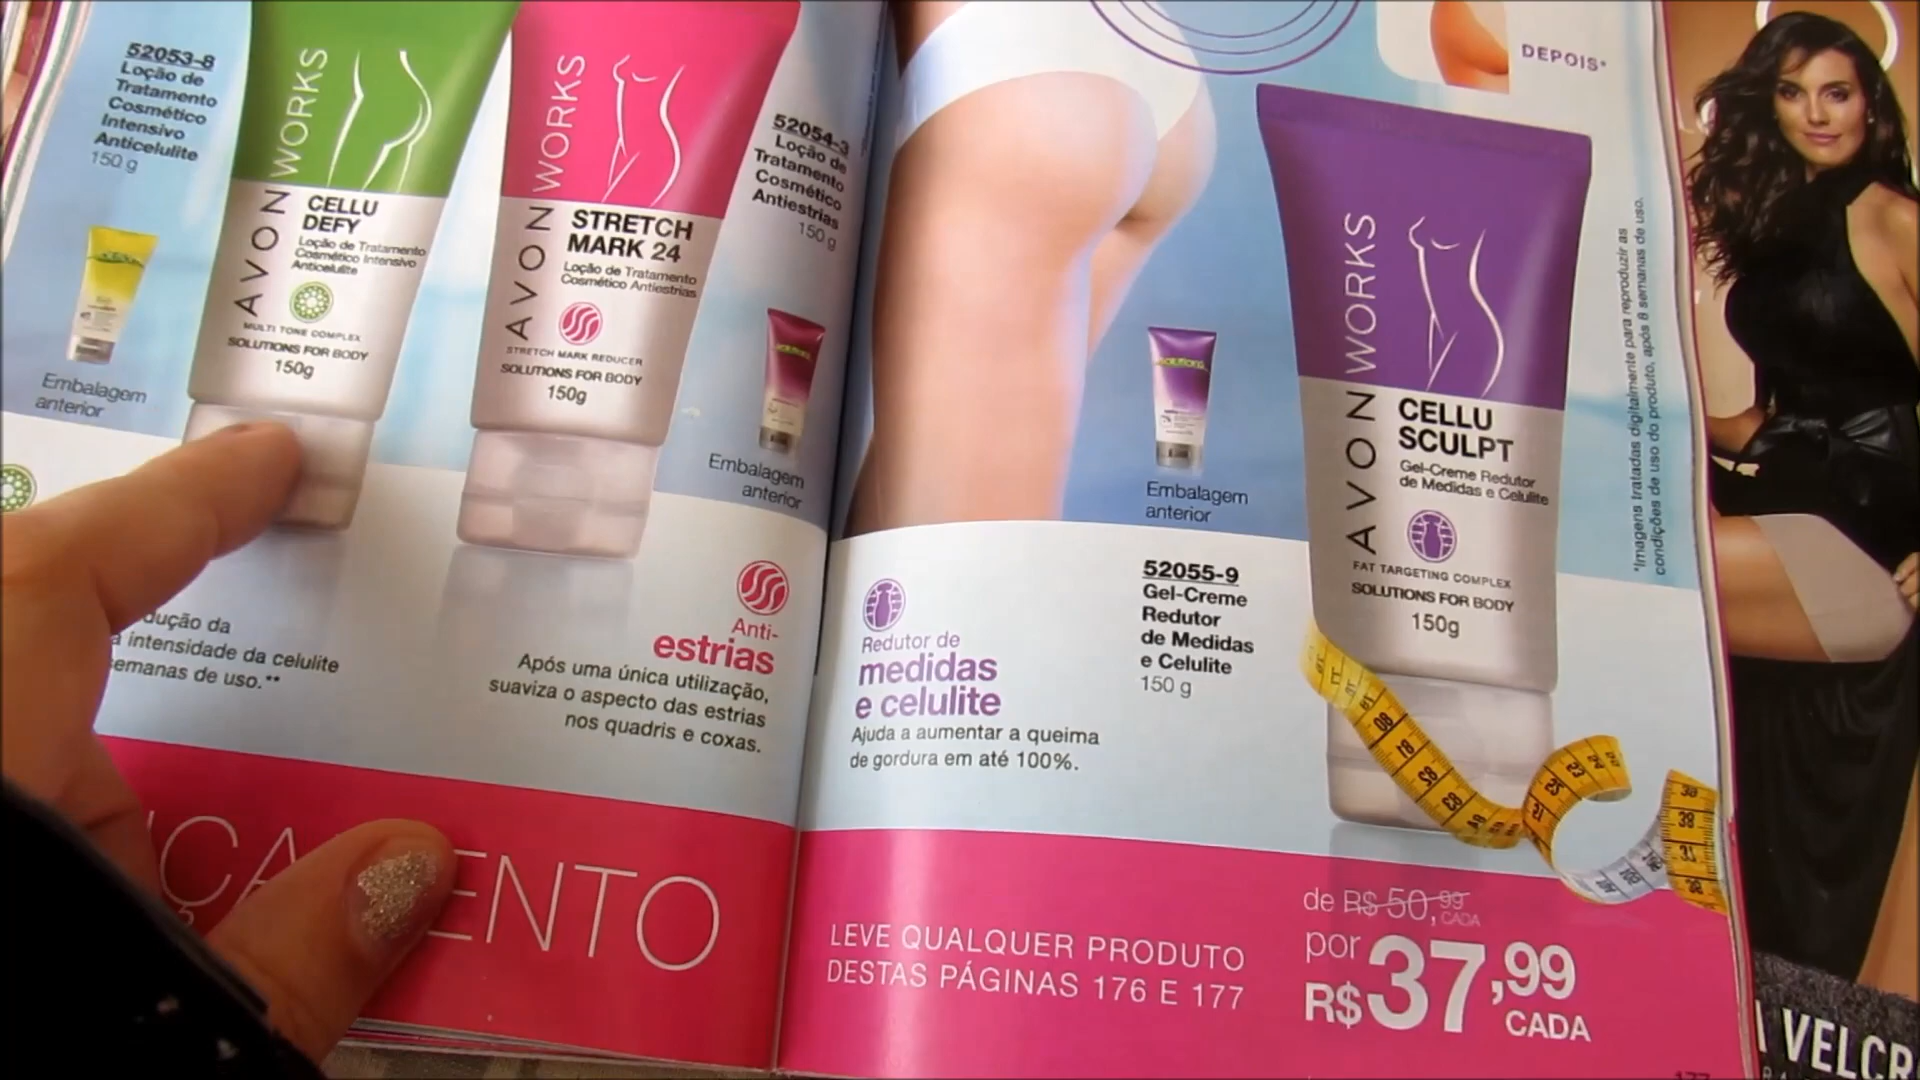 52053-8
Loção de
Tratamento
Cosmético
Intensivo
Anticelulite
150 g
Embalagem
anterior
AVON WORKS
CELLU
DEFY
Loção de Tratamento
Cosmético Intensivo
Anticelulite
MULTI TONE COMPLEX
SOLUTIONS FOR BODY
150g
AVON WORKS
STRETCH
MARK 24
Loção de Tratamento
Cosmético Antiestrias
STRETCH MARK REDUCER
SOLUTIONS FOR BODY
150g
52054-3
Loção de
Tratamento
Cosmético
Antiestrias
150 g
Embalagem
anterior
da
intensidade da celulite
semanas de uso.**
Anti-
estrias
Após uma única utilização,
suaviza o aspecto das estrias
nos quadris e coxas.
DEPOIS*
solutions
Embalagem
anterior
AVON WORKS
CELLU
SCULPT
Gel-Creme Redutor
de Medidas e Celulite
FAT TARGETING COMPLEX
SOLUTIONS FOR BODY
150g
*Imagens tratadas digitalmente para reproduzir as
condições de uso do produto, após 8 semanas de uso.
Redutor de
medidas
e celulite
Ajuda a aumentar a queima
de gordura em até 100%.
52055-9
Gel-Creme
Redutor
de Medidas
e Celulite
150 g
LEVE QUALQUER PRODUTO
DESTAS PÁGINAS 176 E 177
de R$ 50,99
CADA
por
R$37,99
CADA
177
VELCR